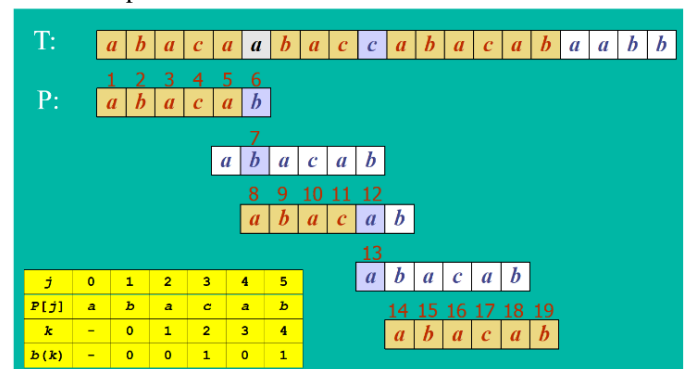 T: a b a c a a b a c c a b a c a b a a b b
1 2 3 4 5 6
P: a b a c a b
7
a b a c a b
8 9 10 11 12
a b a c a b
13
a b a c a b
14 15 16 17 18 19
a b a c a b
j 0 1 2 3 4 5
P[j] a b a c a b
k - 0 1 2 3 4
b(k) - 0 0 1 0 1